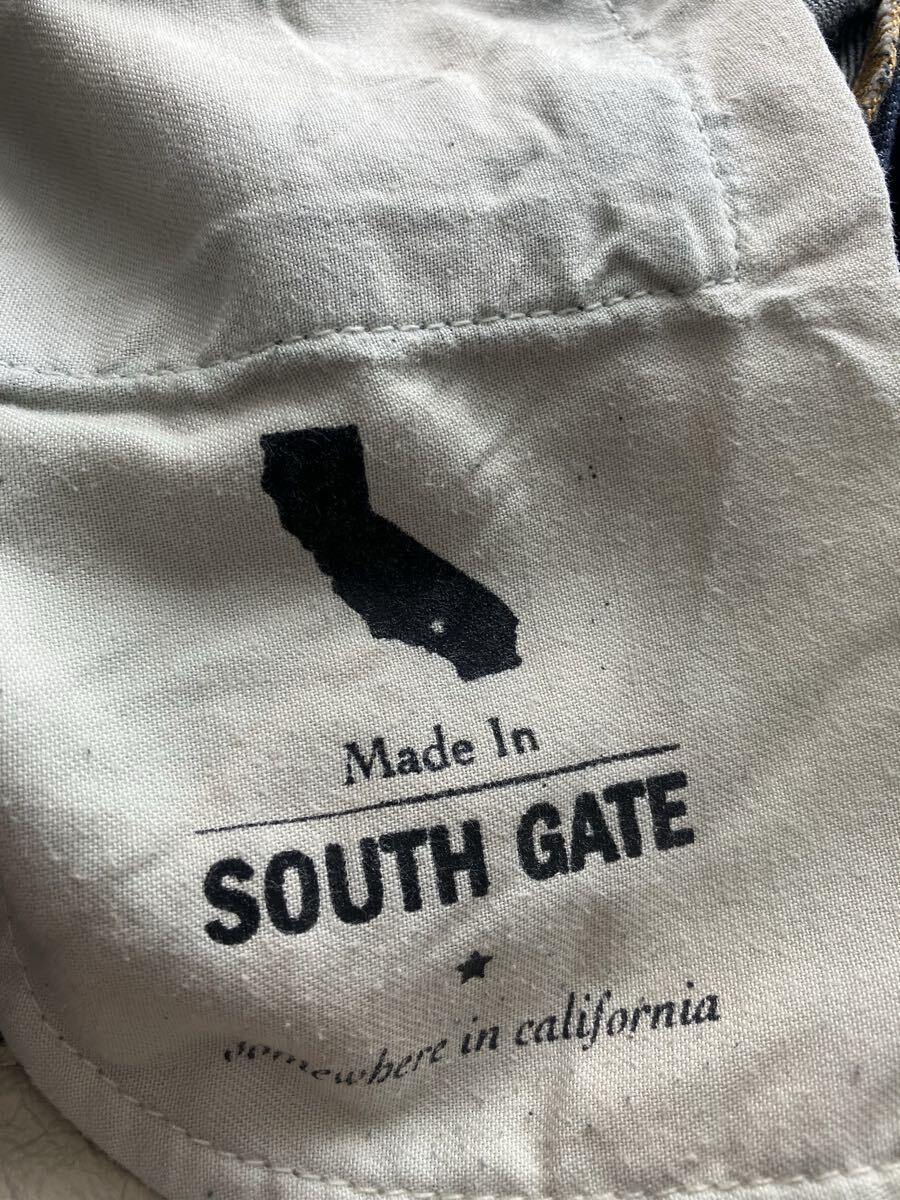 Made In
SOUTH GATE
somewhere in california